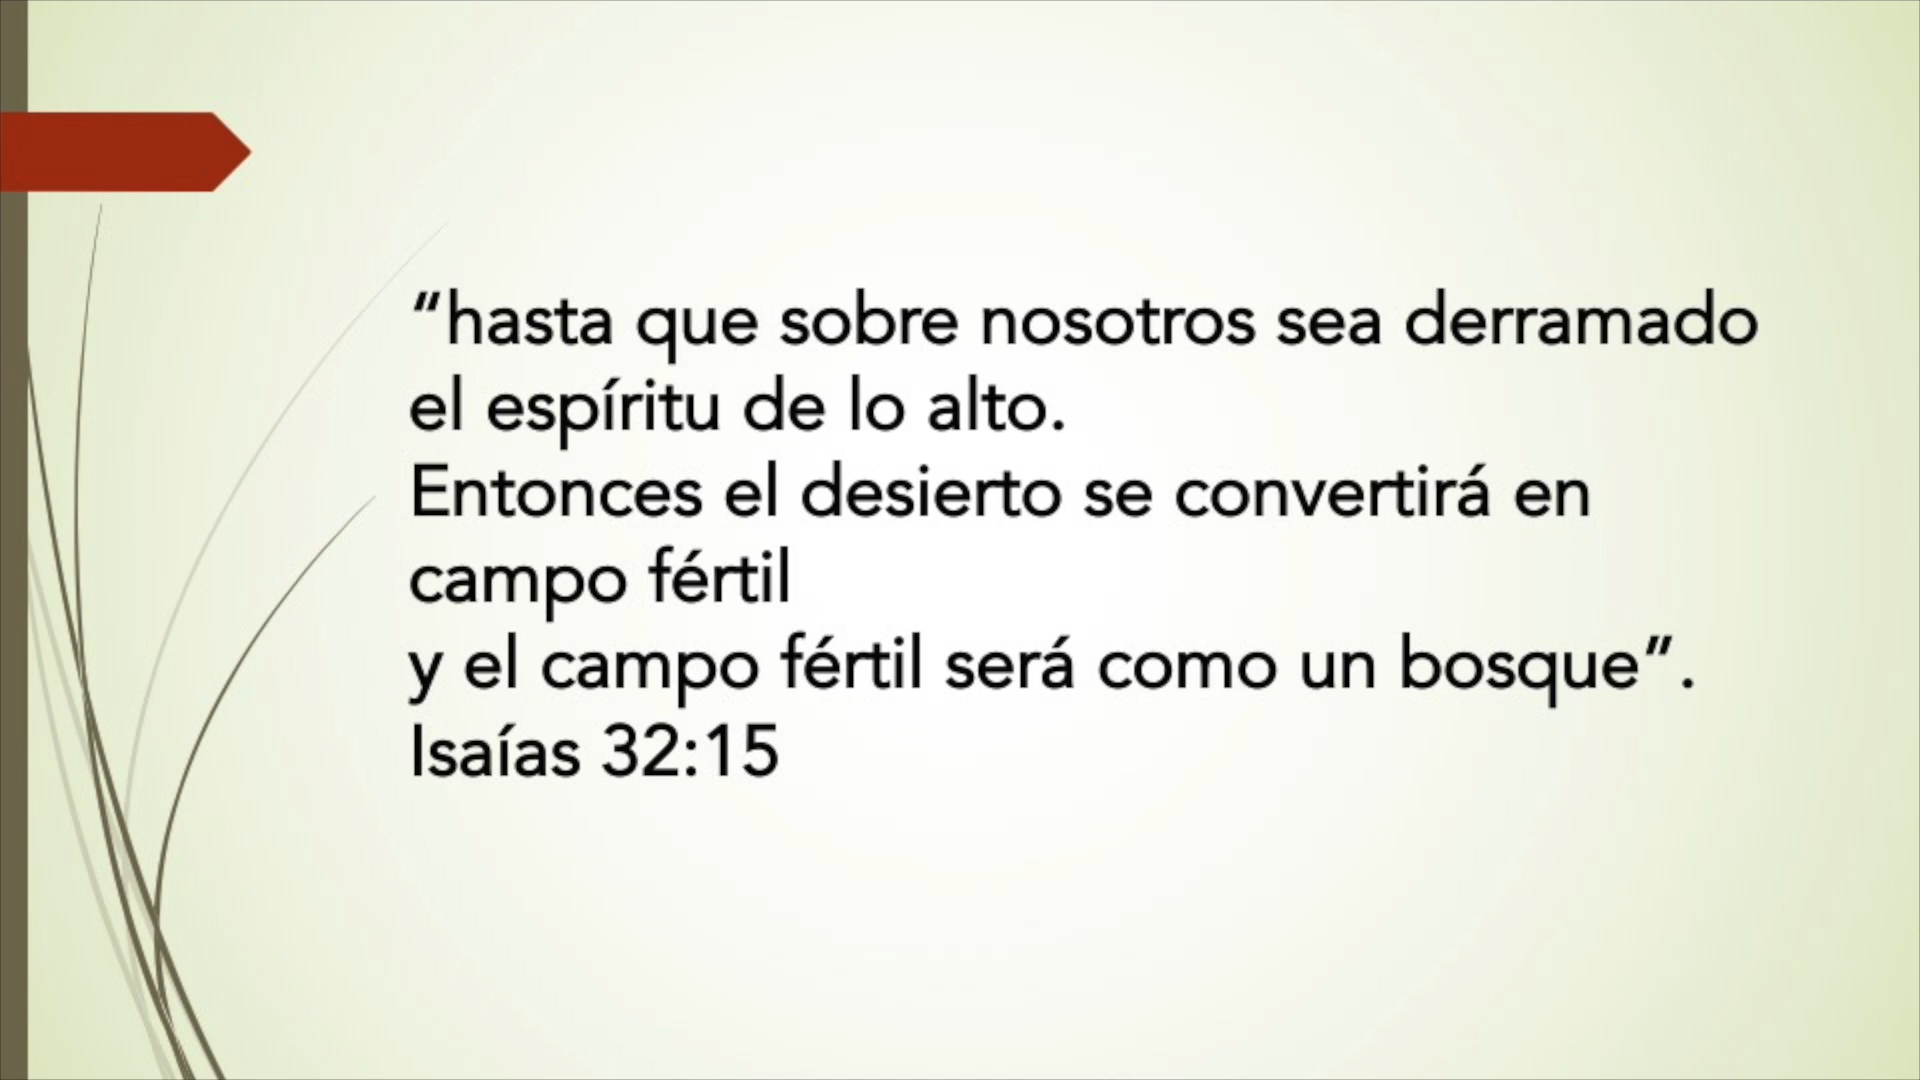 “hasta que sobre nosotros sea derramado
el espíritu de lo alto.
Entonces el desierto se convertirá en
campo fértil
y el campo fértil será como un bosque”.
Isaías 32:15